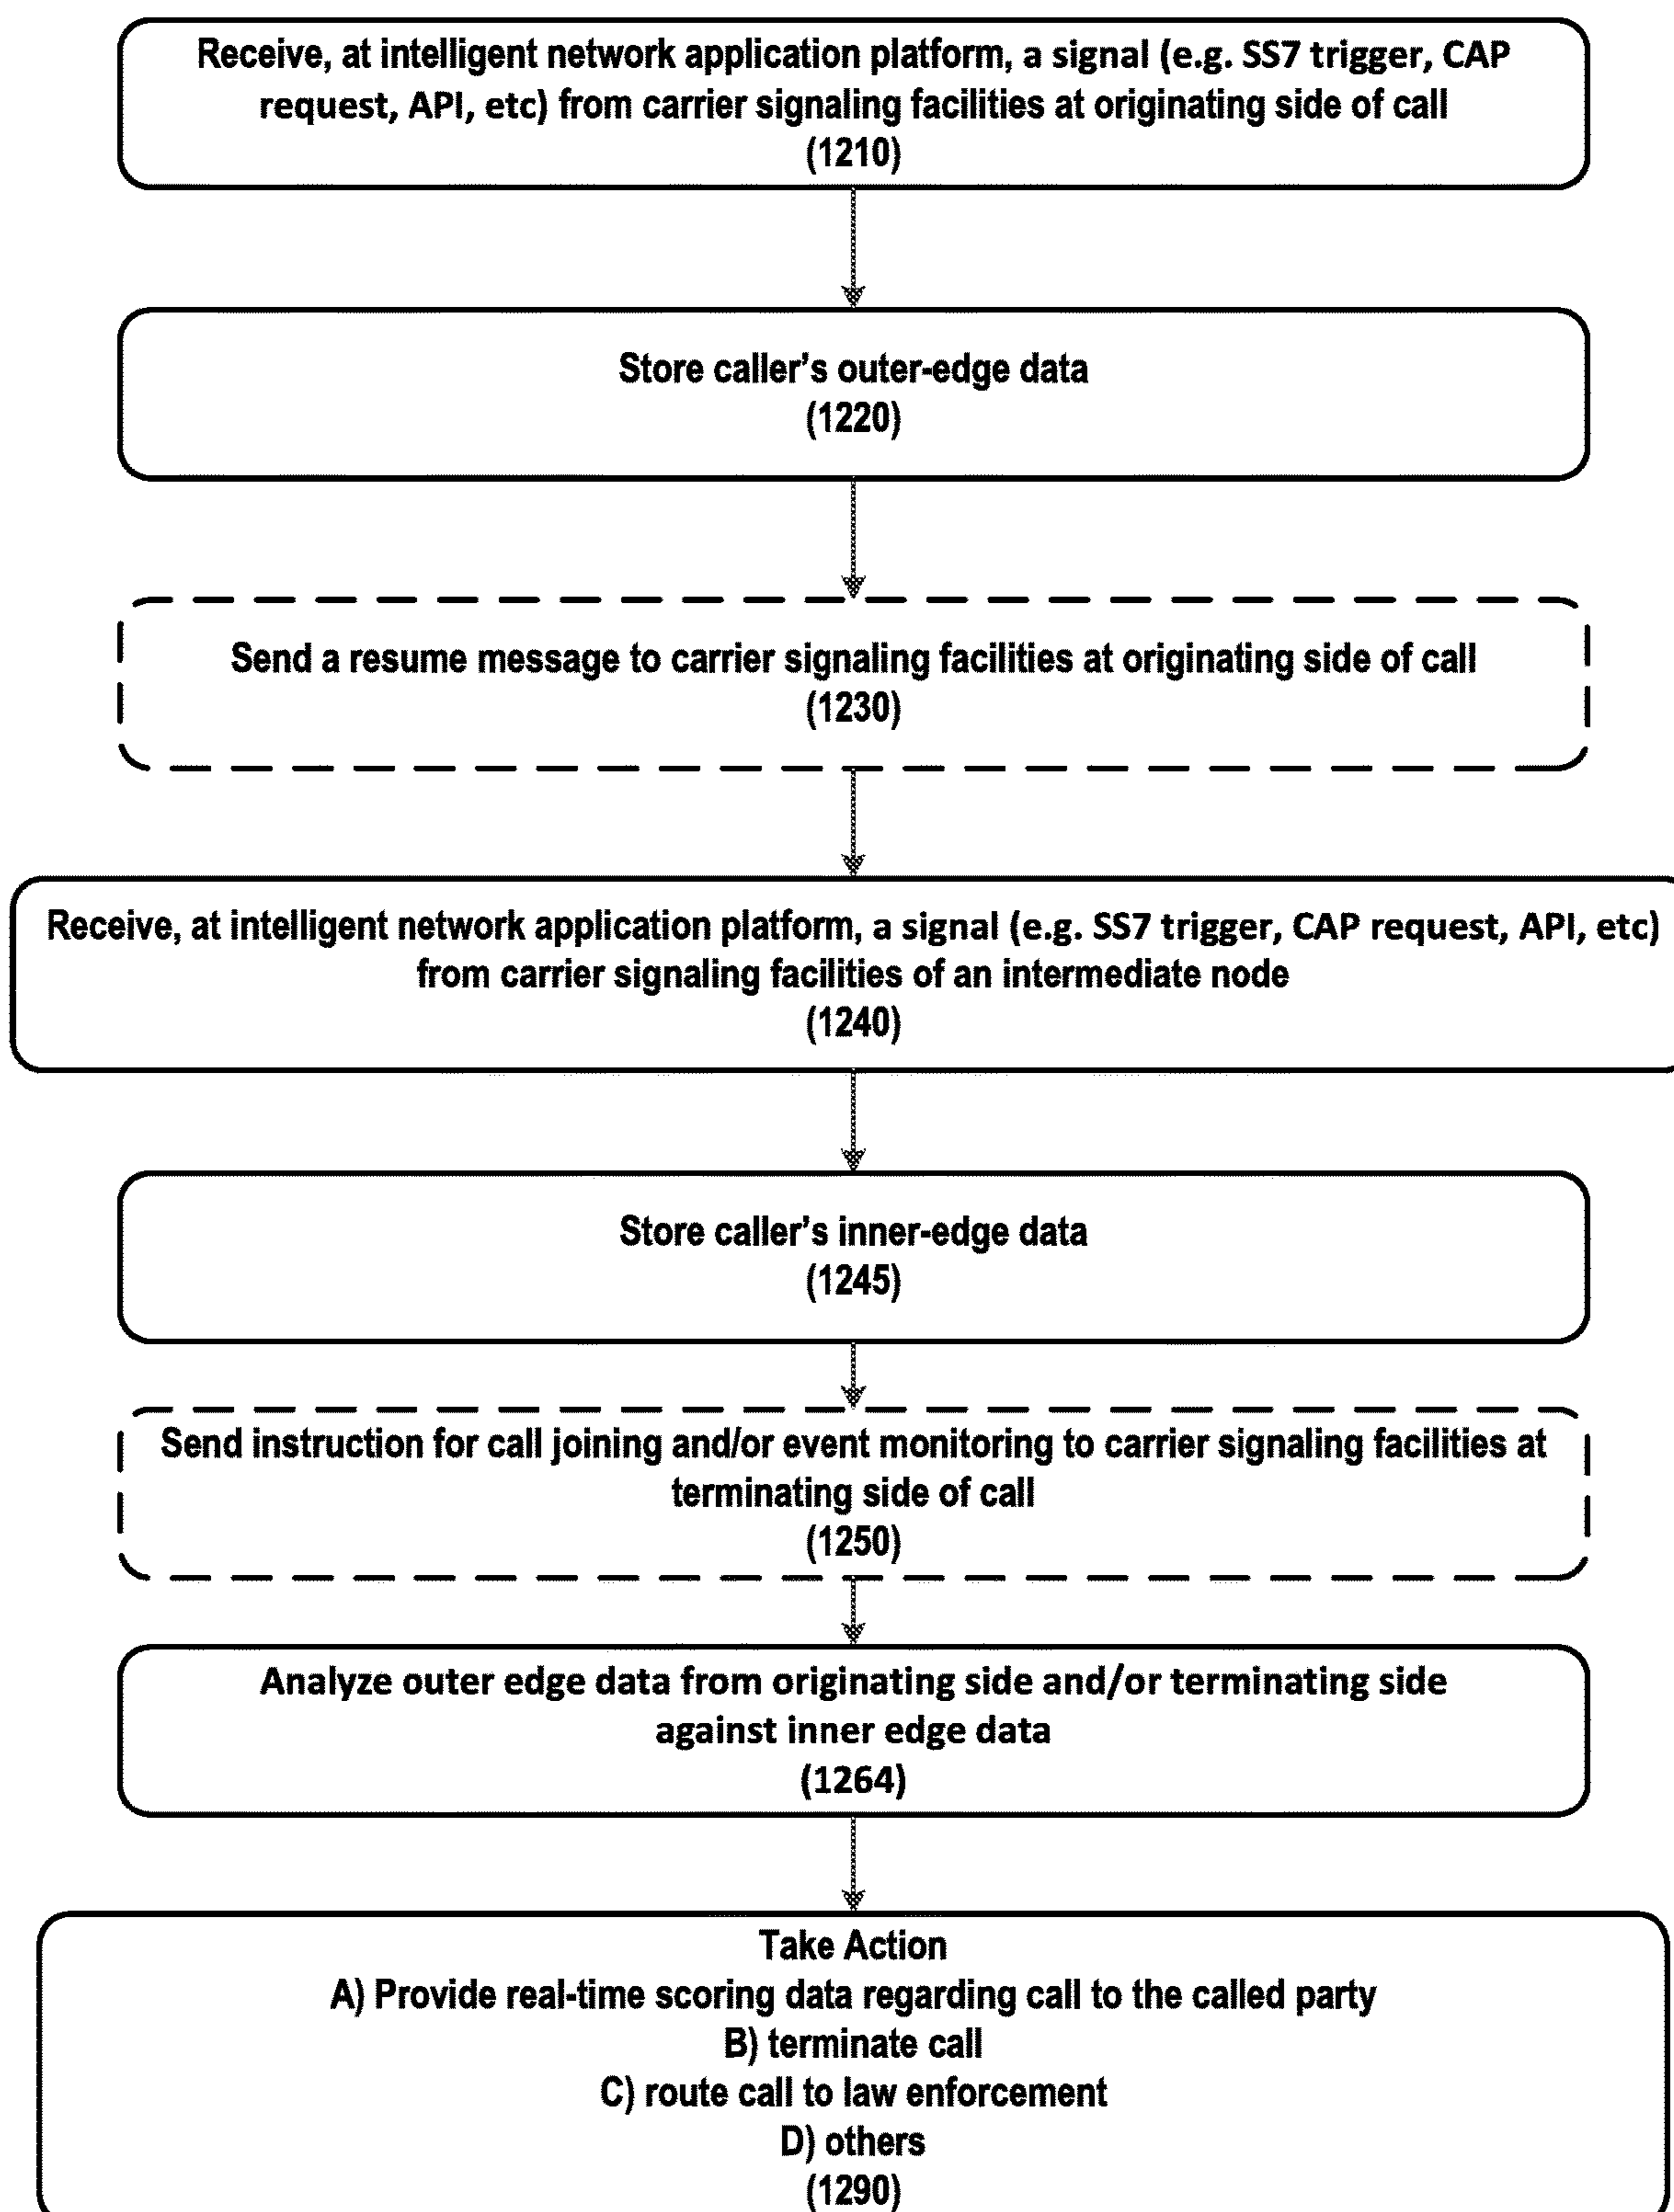 Receive, at intelligent network application platform, a signal (e.g. SS7 trigger, CAP
request, API, etc) from carrier signaling facilities at originating side of call
(1210)
Store caller's outer-edge data
(1220)
Send a resume message to carrier signaling facilities at originating side of call
(1230)
Receive, at intelligent network application platform, a signal (e.g. SS7 trigger, CAP request, API, etc)
from carrier signaling facilities of an intermediate node
(1240)
Store caller's inner-edge data
(1245)
Send instruction for call joining and/or event monitoring to carrier signaling facilities at
terminating side of call
(1250)
Analyze outer edge data from originating side and/or terminating side
against inner edge data
(1264)
Take Action
A) Provide real-time scoring data regarding call to the called party
B) terminate call
C) route call to law enforcement
D) others
(1290)